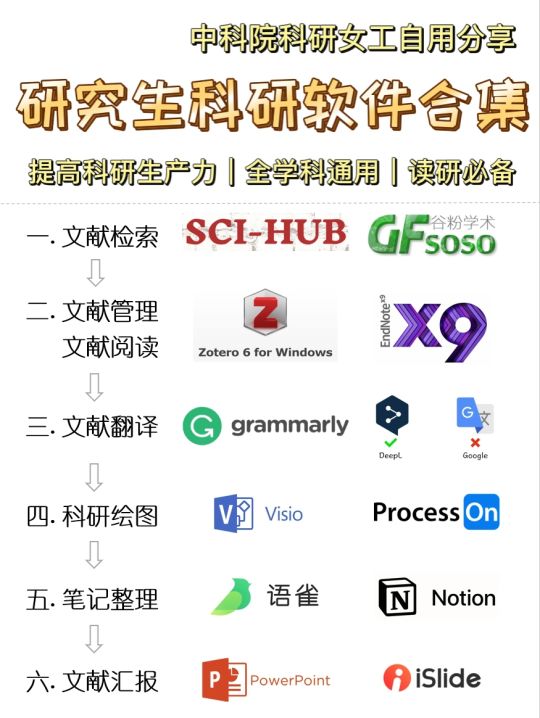 中科院科研女工自用分享
研究生科研软件合集
提高科研生产力 | 全学科通用 | 读研必备
一. 文献检索 SCI-HUB 谷粉学术 GFsoso
二. 文献管理
文献阅读
Zotero 6 for Windows
EndNote X9 X9
三. 文献翻译 grammarly
G 文
DeepL Google
四. 科研绘图 Visio ProcessOn
五. 笔记整理 语雀 Notion
六. 文献汇报 PowerPoint iSlide